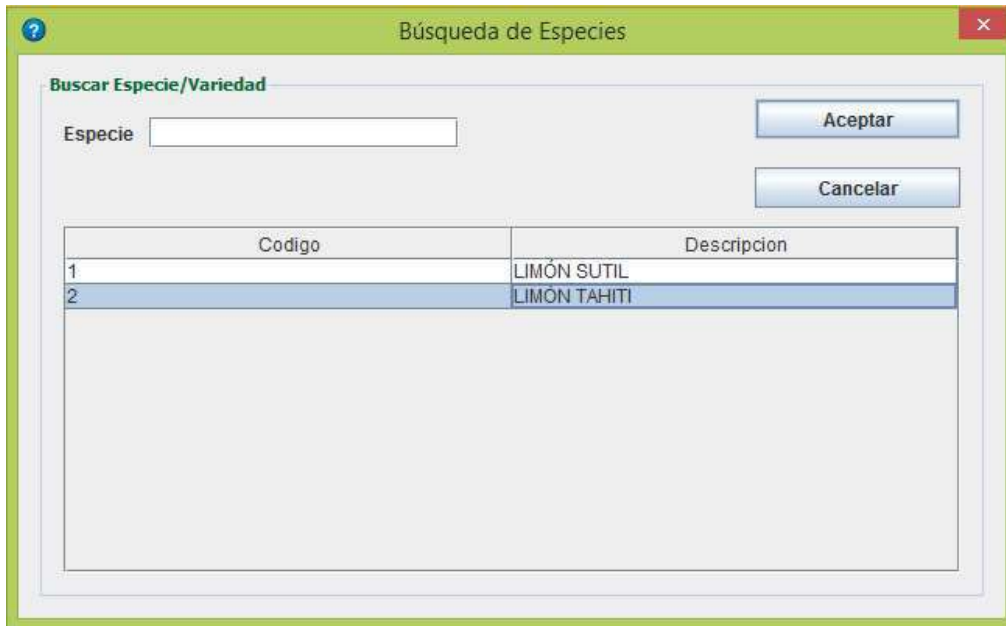 Búsqueda de Especies
Buscar Especie/Variedad
Especie
Aceptar
Cancelar
Codigo Descripcion
1 LIMÓN SUTIL
2 LIMÓN TAHITI